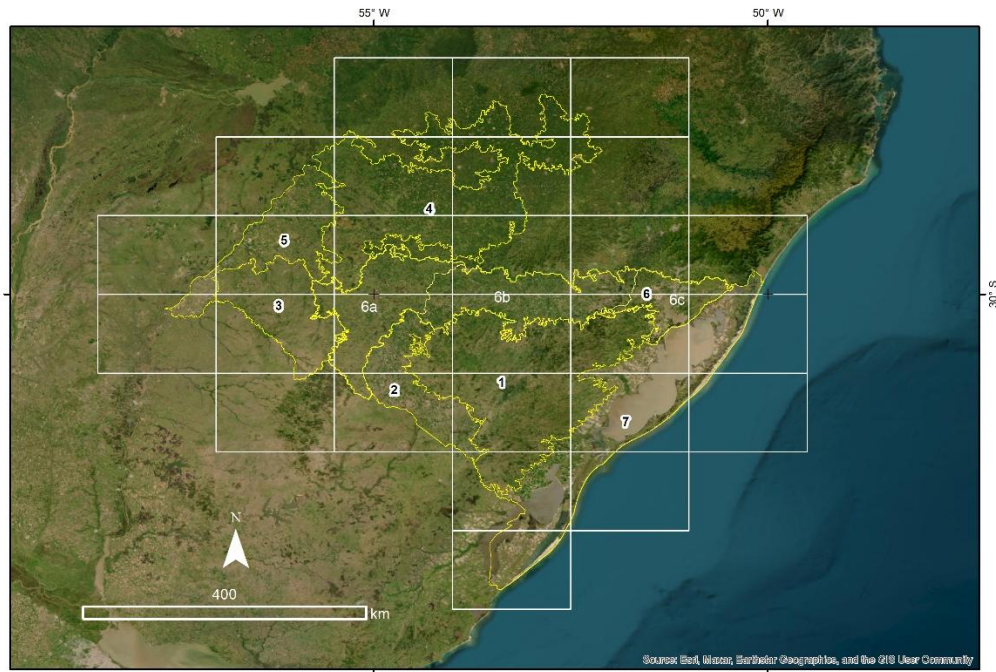 55° W
50° W
4
5
3
6a
6b
6
6c
30° S
2
1
7
N
400
km
Source: Esri, Maxar, Earthstar Geographics, and the GIS User Community